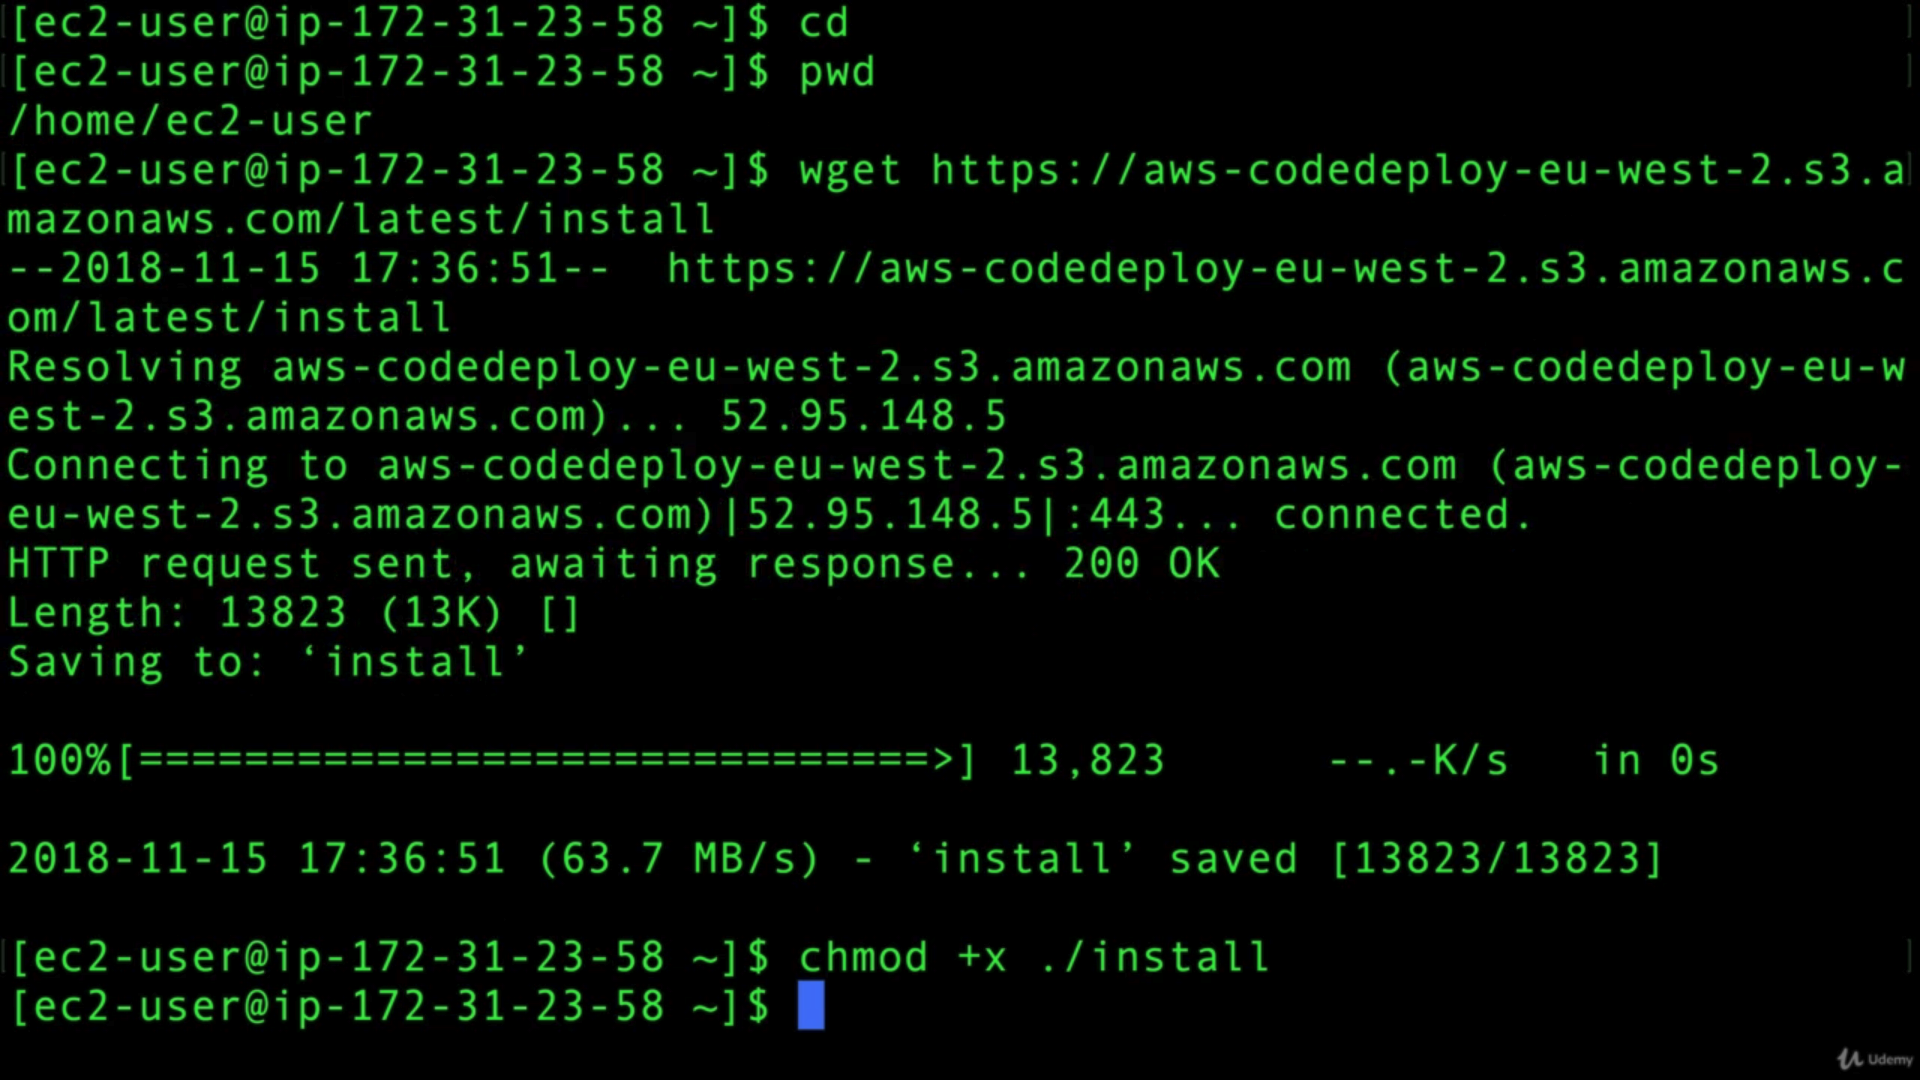 [ec2-user@ip-172-31-23-58 ~]$ cd
[ec2-user@ip-172-31-23-58 ~]$ pwd
/home/ec2-user
[ec2-user@ip-172-31-23-58 ~]$ wget https://aws-codedeploy-eu-west-2.s3.a
mazonaws.com/latest/install
--2018-11-15 17:36:51--  https://aws-codedeploy-eu-west-2.s3.amazonaws.c
om/latest/install
Resolving aws-codedeploy-eu-west-2.s3.amazonaws.com (aws-codedeploy-eu-w
est-2.s3.amazonaws.com)... 52.95.148.5
Connecting to aws-codedeploy-eu-west-2.s3.amazonaws.com (aws-codedeploy-
eu-west-2.s3.amazonaws.com)|52.95.148.5|:443... connected.
HTTP request sent, awaiting response... 200 OK
Length: 13823 (13K) []
Saving to: ‘install’
100%[==============================>] 13,823      --.-K/s   in 0s
2018-11-15 17:36:51 (63.7 MB/s) - ‘install’ saved [13823/13823]
[ec2-user@ip-172-31-23-58 ~]$ chmod +x ./install
[ec2-user@ip-172-31-23-58 ~]$
Udemy